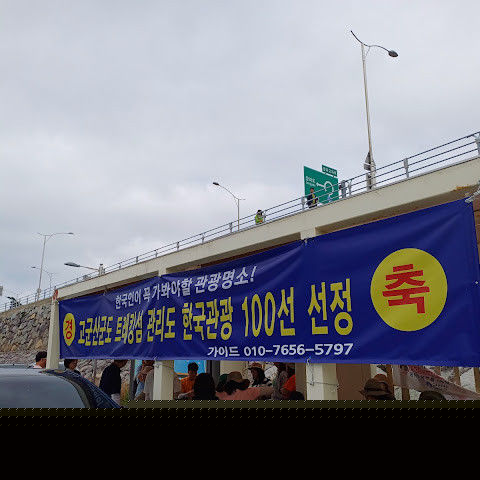 한국인이 꼭 가봐야할 관광명소!
경 고군산군도 트레킹섬 관리도 한국관광 100선 선정 축
가이드 010-7656-5797